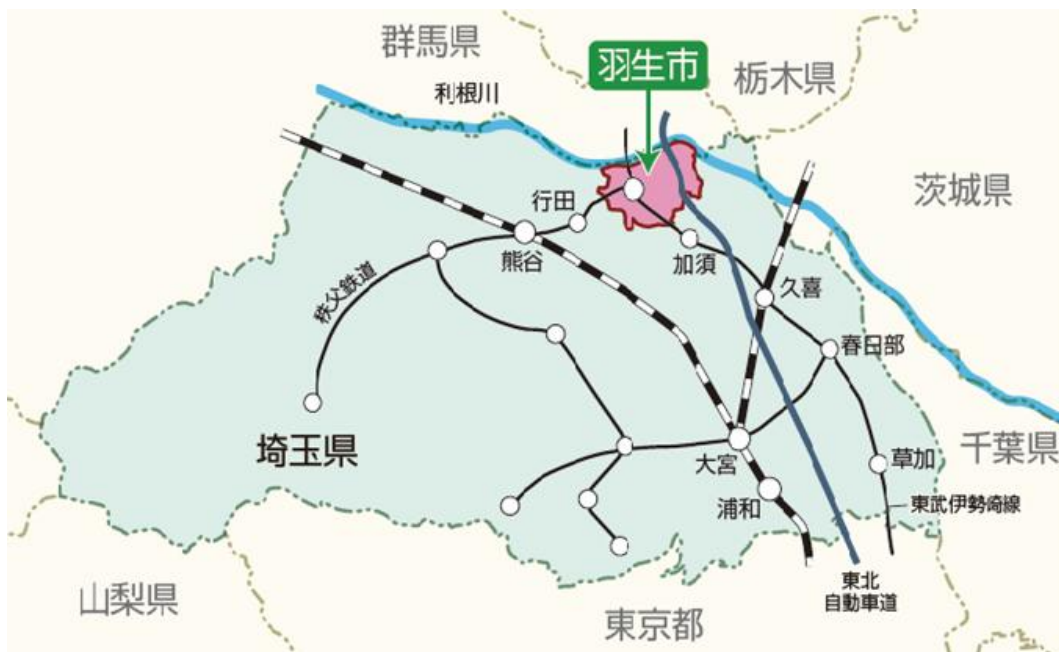 群馬県
羽生市
栃木県
利根川
茨城県
行田
熊谷
加須
久喜
秩父鉄道
春日部
埼玉県
大宮
千葉県
草加
浦和
東武伊勢崎線
東北
自動車道
山梨県
東京都